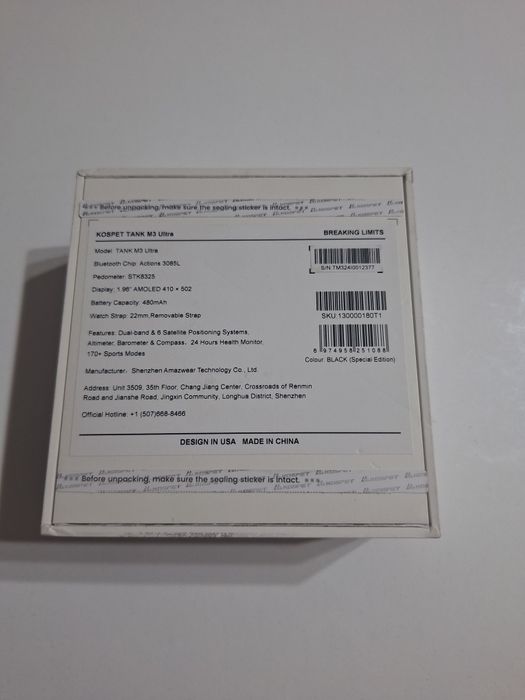 Before unpacking, make sure the sealing sticker is intact.
KOSPET TANK M3 Ultra
BREAKING LIMITS
Model: TANK M3 Ultra
Bluetooth Chip: Actions 3085L
Pedometer: STK8325
Display: 1.96" AMOLED 410 × 502
Battery Capacity: 480mAh
Watch Strap: 22mm,Removable Strap
Features: Dual-band & 6 Satellite Positioning Systems,
Altimeter, Barometer & Compass, 24 Hours Health Monitor,
170+ Sports Modes
Manufacturer: Shenzhen Amazwear Technology Co., Ltd.
Address: Unit 3509, 35th Floor, Chang Jiang Center, Crossroads of Renmin
Road and Jianshe Road, Jingxin Community, Longhua District, Shenzhen
Official Hotline: +1 (507)668-8466
S/N:TM324I0012377
SKU:130000180T1
6 974958 251088
Colour: BLACK (Special Edition)
DESIGN IN USA MADE IN CHINA
Before unpacking, make sure the sealing sticker is intact.